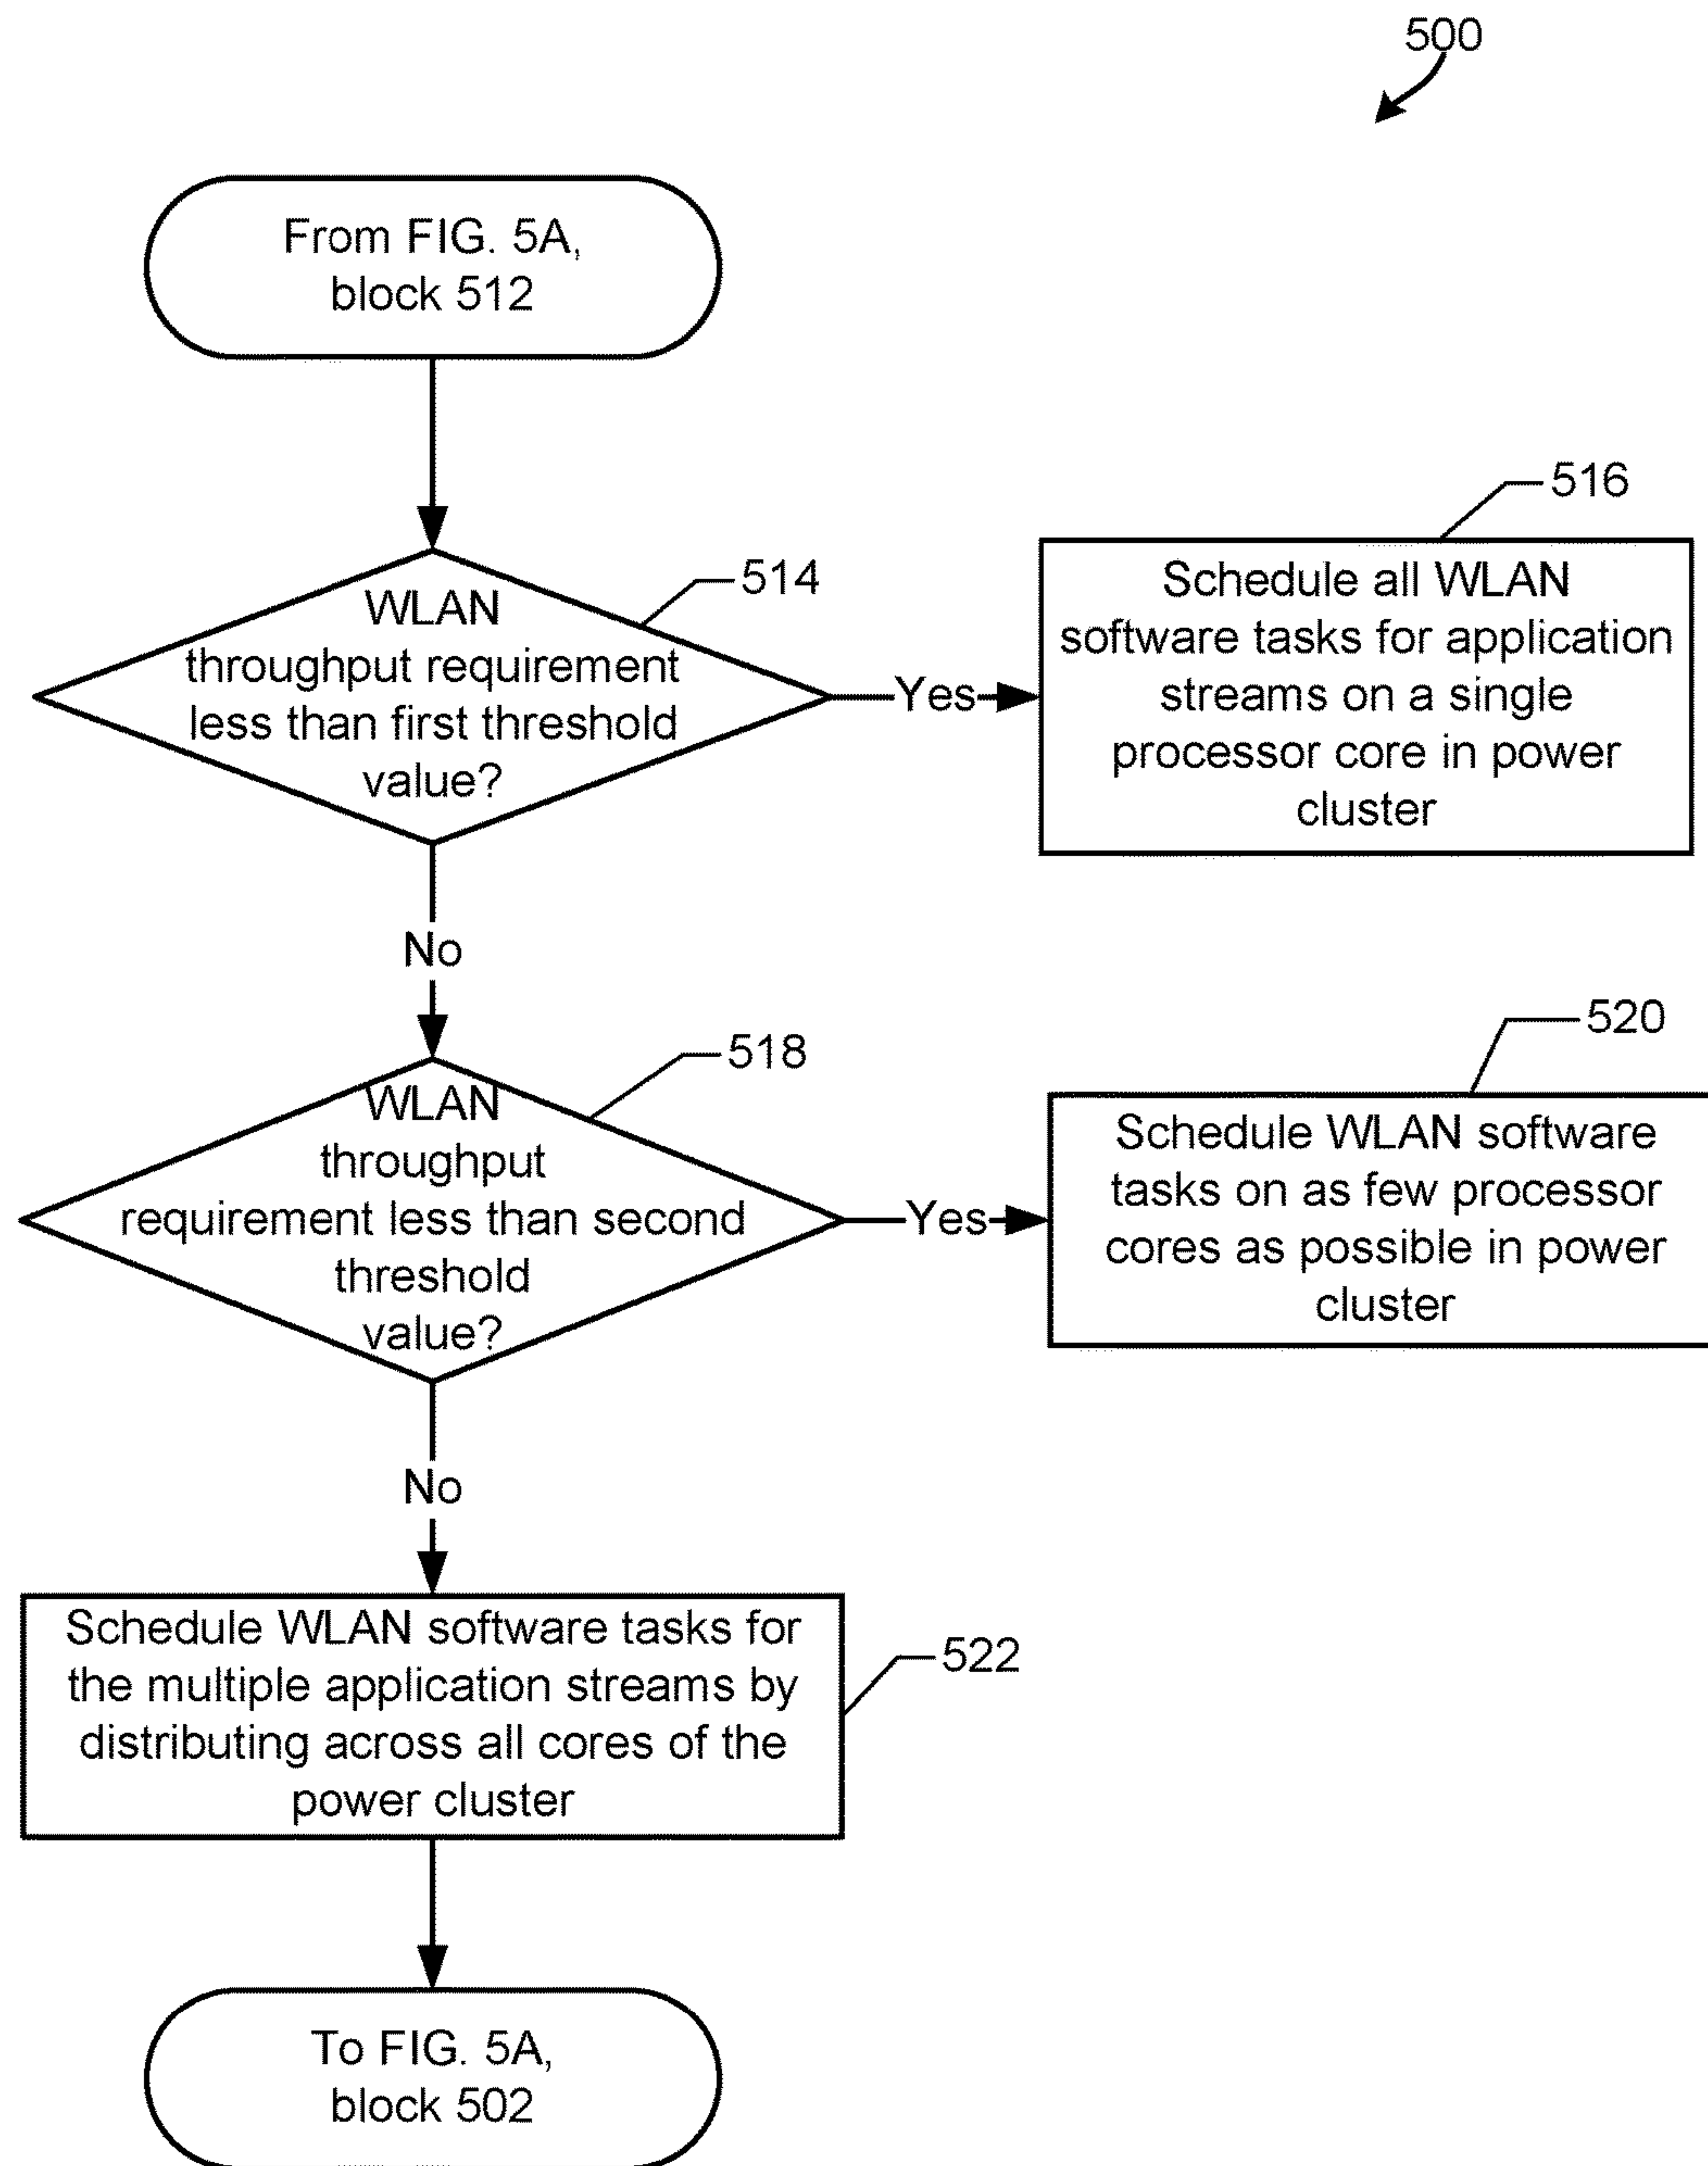 500
From FIG. 5A,
block 512
514
WLAN
throughput requirement
less than first threshold
value?
Yes
516
Schedule all WLAN
software tasks for application
streams on a single
processor core in power
cluster
No
518
WLAN
throughput
requirement less than second
threshold
value?
Yes
520
Schedule WLAN software
tasks on as few processor
cores as possible in power
cluster
No
Schedule WLAN software tasks for
the multiple application streams by
distributing across all cores of the
power cluster
522
To FIG. 5A,
block 502